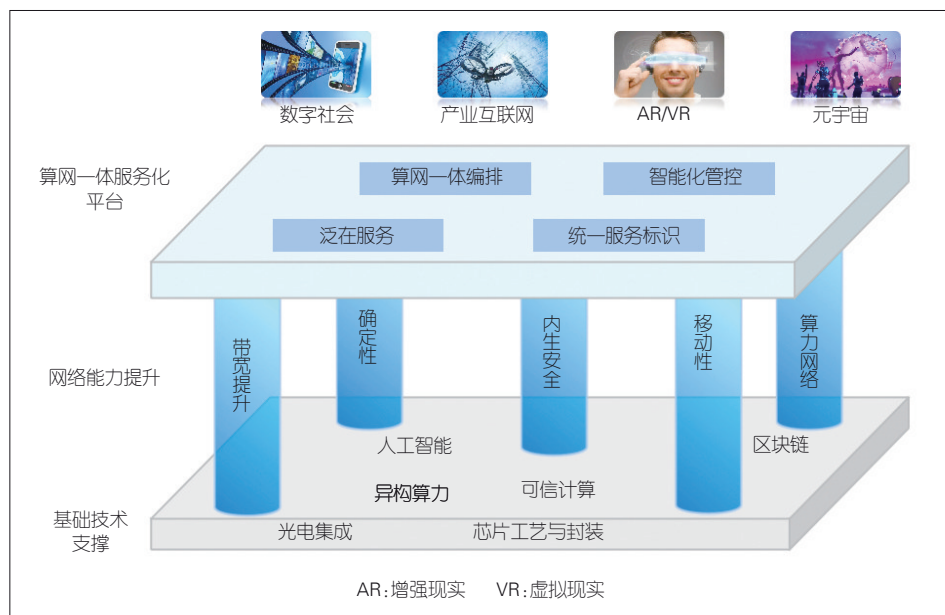 数字社会
产业互联网
AR/VR
元宇宙
算网一体服务化
平台
算网一体编排
智能化管控
泛在服务
统一服务标识
网络能力提升
带宽提升
确定性
内生安全
移动性
算力网络
人工智能
区块链
异构算力
可信计算
基础技术
支撑
光电集成
芯片工艺与封装
AR:增强现实 VR:虚拟现实